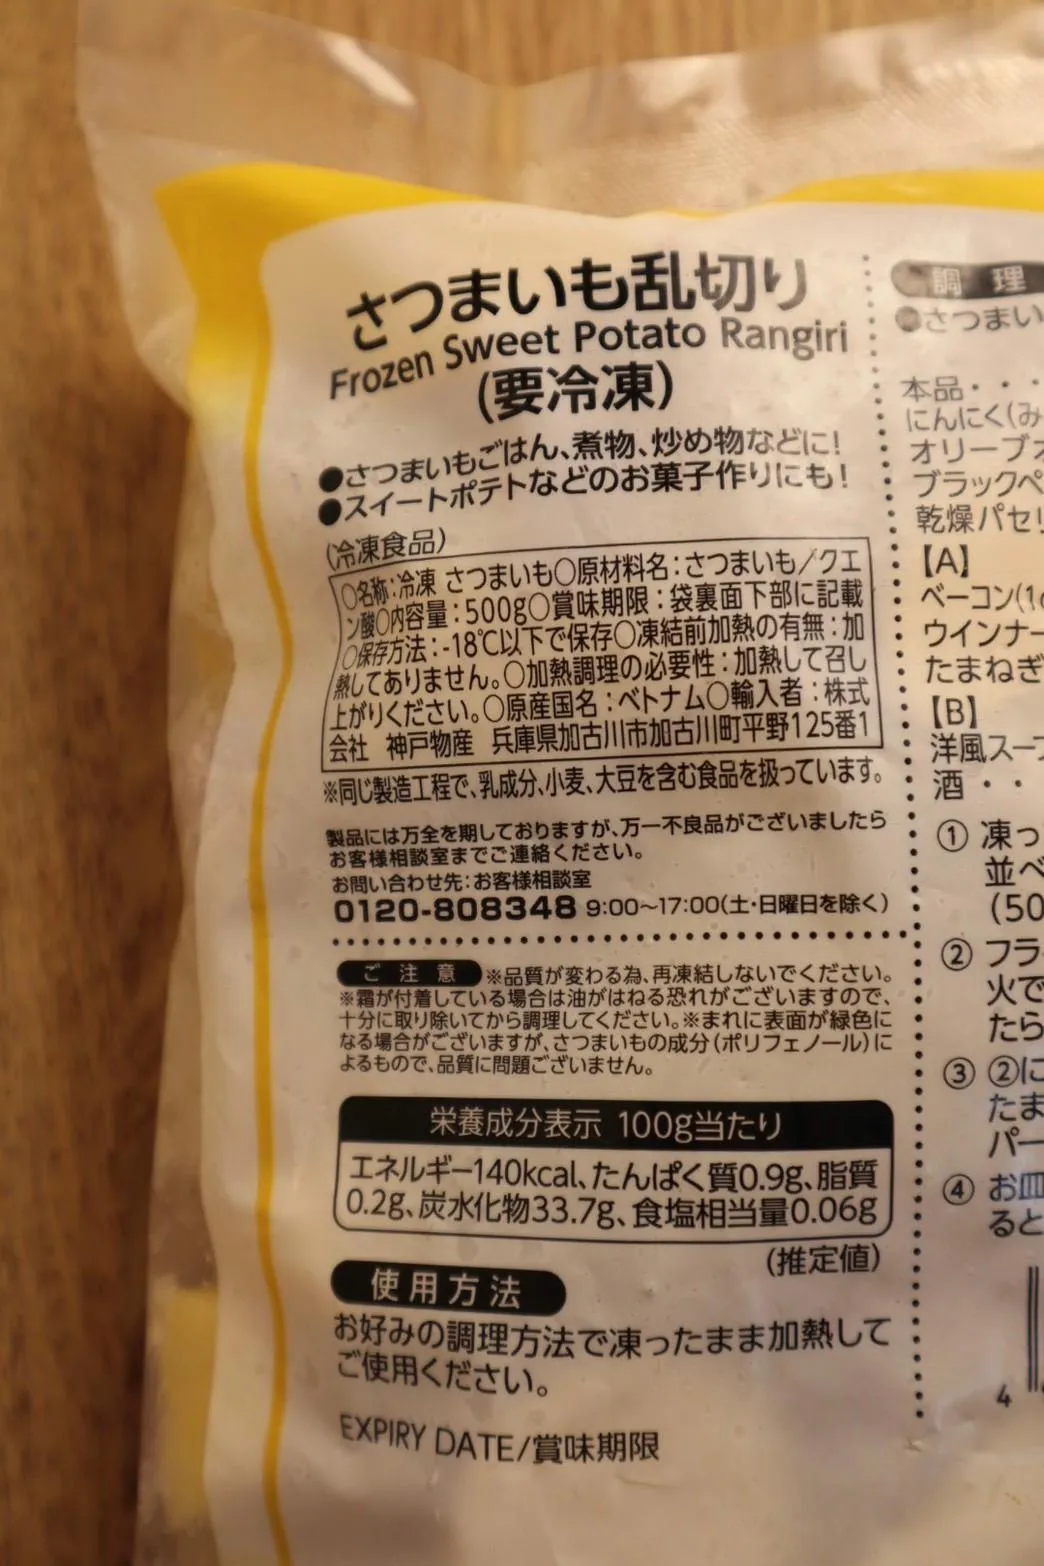 さつまいも乱切り
Frozen Sweet Potato Rangiri
(要冷凍)
●さつまいもごはん、煮物、炒め物などに!
●スイートポテトなどのお菓子作りにも!
(冷凍食品)
○名称:冷凍 さつまいも○原材料名:さつまいも/クエ
ン酸○内容量:500g○賞味期限:袋裏面下部に記載
○保存方法:-18℃以下で保存○凍結前加熱の有無:加
熱してありません。○加熱調理の必要性:加熱して召し
上がりください。○原産国名:ベトナム○輸入者:株式
会社 神戸物産 兵庫県加古川市加古川町平野125番1
※同じ製造工程で、乳成分、小麦、大豆を含む食品を扱っています。
製品には万全を期しておりますが、万一不良品がございましたら
お客様相談室までご連絡ください。
お問い合わせ先:お客様相談室
0120-808348 9:00~17:00(土・日曜日を除く)
ご注意 ※品質が変わる為、再凍結しないでください。
※霜が付着している場合は油がはねる恐れがございますので、
十分に取り除いてから調理してください。※まれに表面が緑色に
なる場合がございますが、さつまいもの成分(ポリフェノール)に
よるもので、品質に問題ございません。
栄養成分表示 100g当たり
エネルギー140kcal、たんぱく質0.9g、脂質
0.2g、炭水化物33.7g、食塩相当量0.06g
(推定値)
使用方法
お好みの調理方法で凍ったまま加熱して
ご使用ください。
EXPIRY DATE/賞味期限
調 理
●さつまい
本品・・・
にんにく(み
オリーブオ
ブラックペ
乾燥パセリ
【A】
ベーコン(1c
ウインナー
たまねぎ
【B】
洋風スープ
酒・・
① 凍っ
並べ
(50
② フラ
火で
たら
③ ②に
たま
パー
④ お皿
ると
4